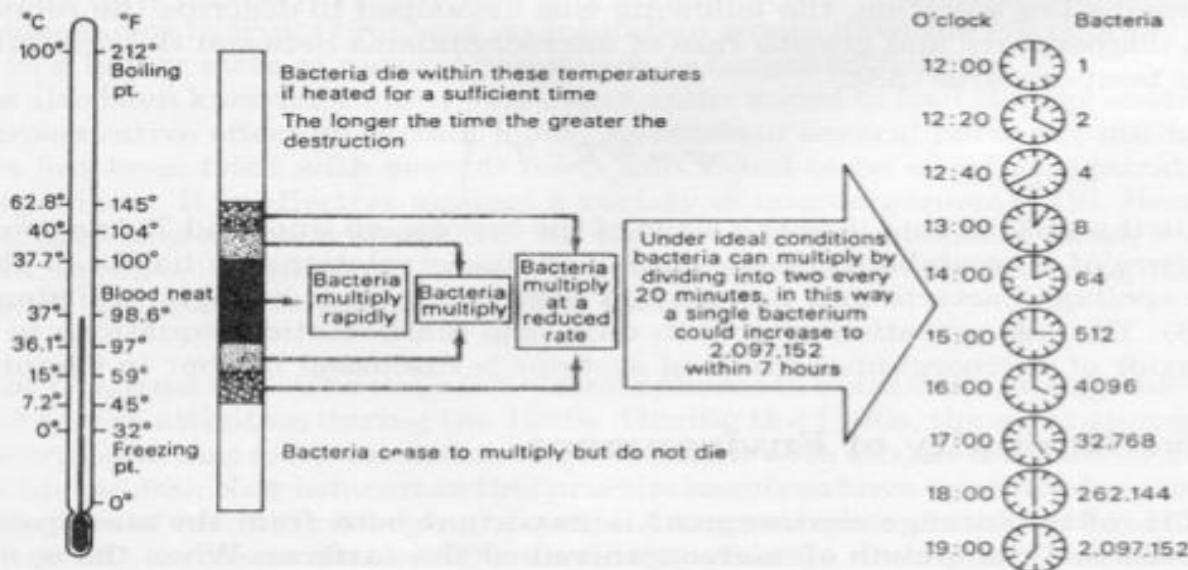 °C
°F
100°
212°
Boiling
pt.
62.8°
145°
40°
104°
37.7°
100°
Blood heat
37°
98.6°
36.1°
97°
15°
59°
7.2°
45°
0°
32°
Freezing
pt.
0°
Bacteria die within these temperatures
if heated for a sufficient time
The longer the time the greater the
destruction
Bacteria
multiply
rapidly
Bacteria
multiply
Bacteria
multiply
at a
reduced
rate
Bacteria cease to multiply but do not die
Under ideal conditions
bacteria can multiply by
dividing into two every
20 minutes, in this way
a single bacterium
could increase to
2.097.152
within 7 hours
O'clock Bacteria
12:00 1
12:20 2
12:40 4
13:00 8
14:00 64
15:00 512
16:00 4096
17:00 32.768
18:00 262.144
19:00 2.097.152